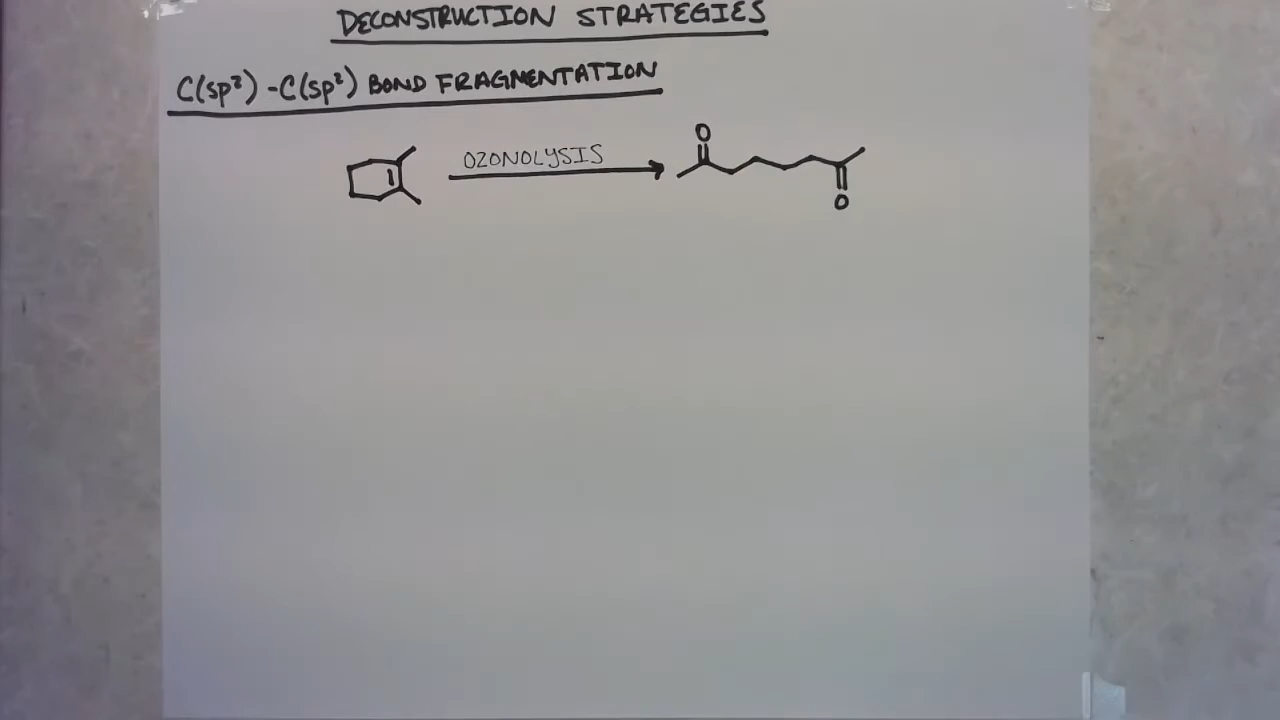 DECONSTRUCTION STRATEGIES
C(sp²)-C(sp²) BOND FRAGMENTATION
OZONOLYSIS
O
O